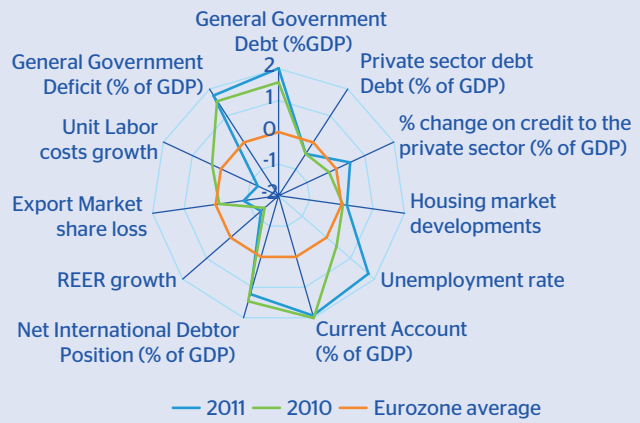 General Government
Debt (%GDP)
General Government
Deficit (% of GDP)
Private sector debt
Debt (% of GDP)
2
1
0
-1
-2
Unit Labor
costs growth
% change on credit to the
private sector (% of GDP)
Export Market
share loss
Housing market
developments
REER growth
Unemployment rate
Net International Debtor
Position (% of GDP)
Current Account
(% of GDP)
2011
2010
Eurozone average